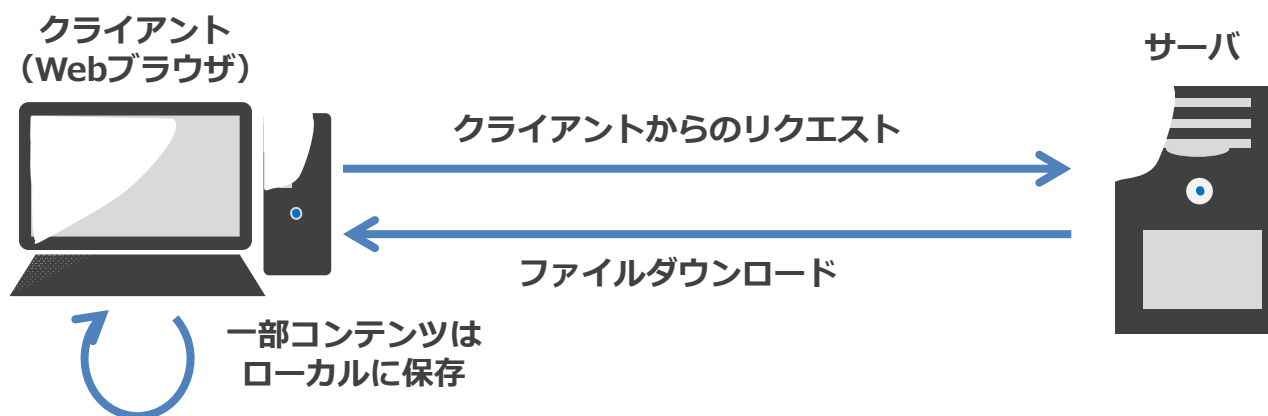 クライアント
（Webブラウザ）
サーバ
クライアントからのリクエスト
ファイルダウンロード
一部コンテンツは
ローカルに保存